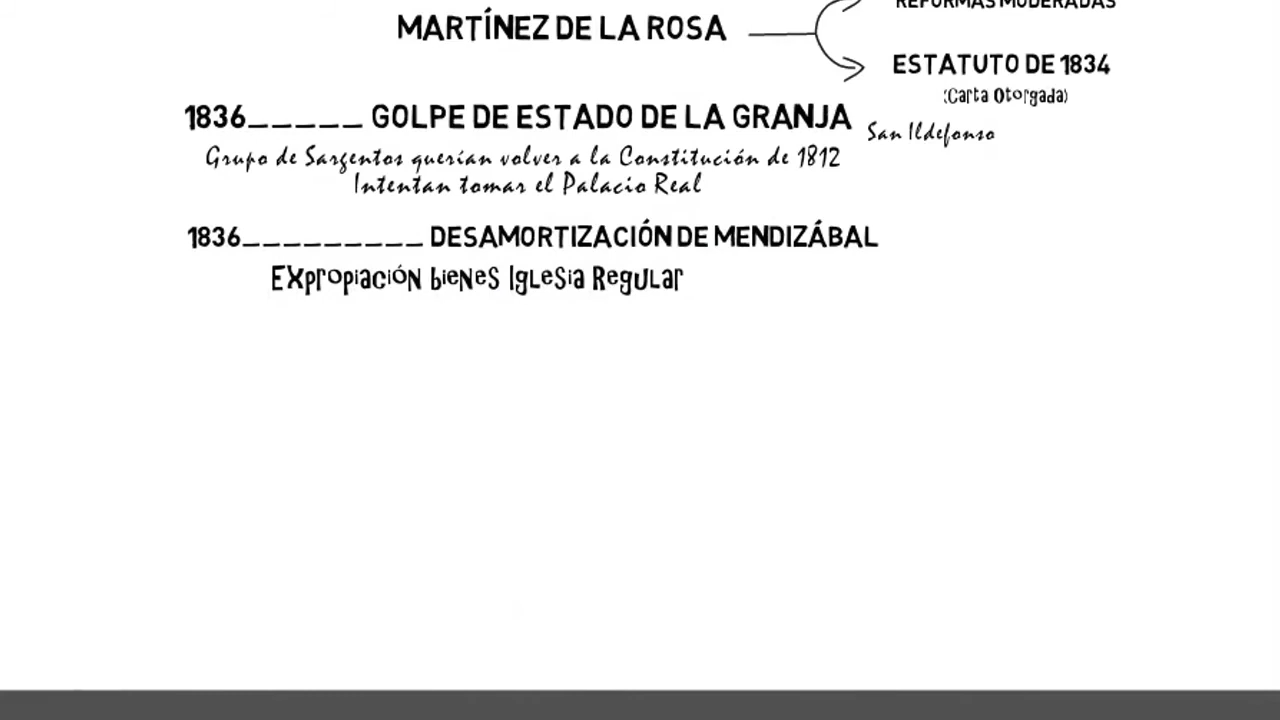 REFORMAS MODERADAS
MARTÍNEZ DE LA ROSA
ESTATUTO DE 1834
(Carta Otorgada)
1836_____ GOLPE DE ESTADO DE LA GRANJA
San Ildefonso
Grupo de Sargentos querían volver a la Constitución de 1812
Intentan tomar el Palacio Real
1836_________ DESAMORTIZACIÓN DE MENDIZÁBAL
Expropiación bienes Iglesia Regular